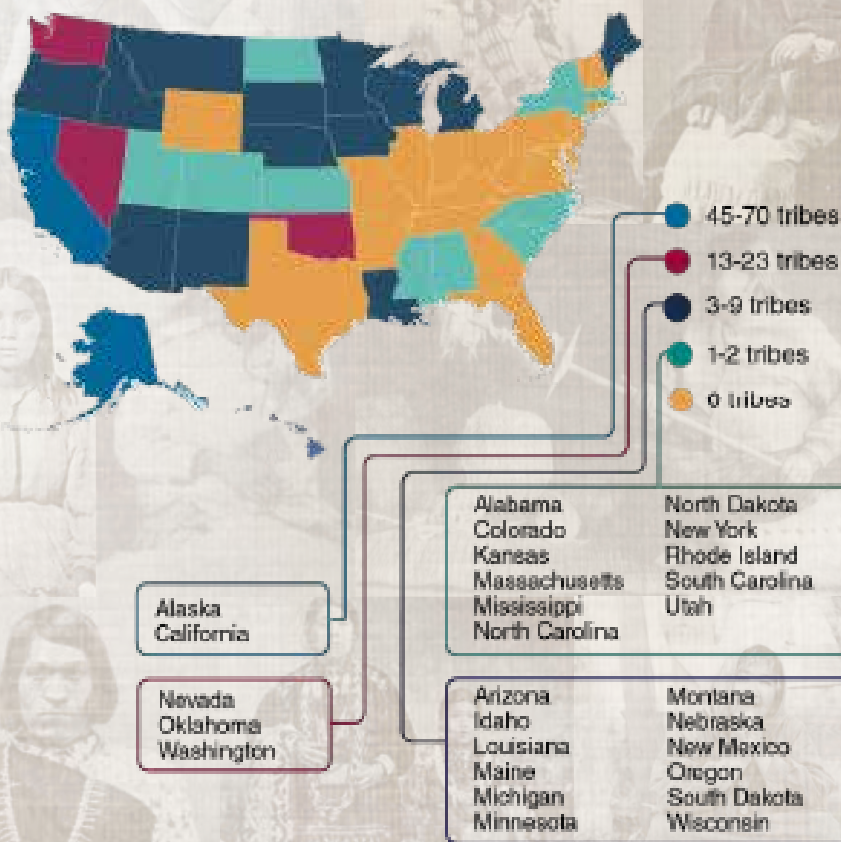 45-70 tribes
13-23 tribes
3-9 tribes
1-2 tribes
0 tribes
Alabama
Colorado
Kansas
Massachusetts
Mississippi
North Carolina
North Dakota
New York
Rhode Island
South Carolina
Utah
Alaska
California
Nevada
Oklahoma
Washington
Arizona
Idaho
Louisiana
Maine
Michigan
Minnesota
Montana
Nebraska
New Mexico
Oregon
South Dakota
Wisconsin